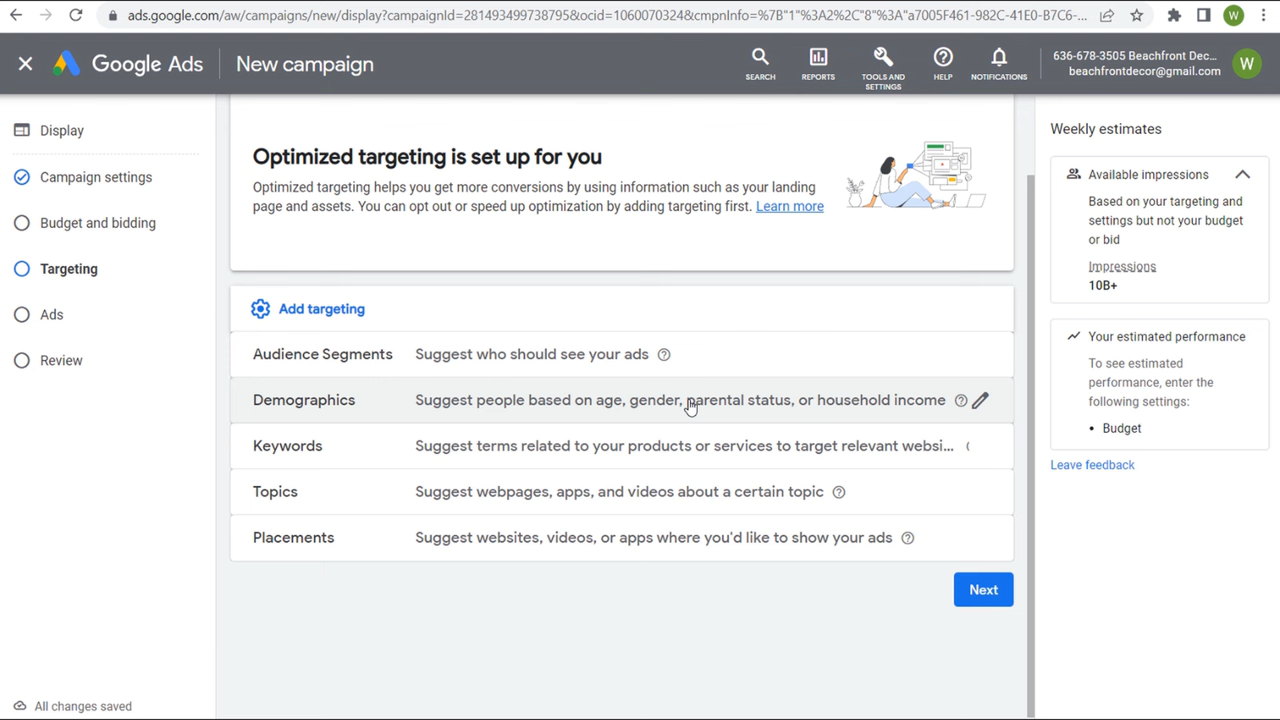 ads.google.com/aw/campaigns/new/display?campaignId=281493499738795&ocid=1060070324&cmpnInfo=%7B"1"%3A2%2C"8"%3A"a7005F461-982C-41E0-B7C6-...
W
Google Ads
New campaign
SEARCH
REPORTS
TOOLS AND SETTINGS
HELP
NOTIFICATIONS
636-678-3505 Beachfront Dec...
beachfrontdecor@gmail.com
W
Display
Campaign settings
Budget and bidding
Targeting
Ads
Review
All changes saved
Optimized targeting is set up for you
Optimized targeting helps you get more conversions by using information such as your landing
page and assets. You can opt out or speed up optimization by adding targeting first. Learn more
Add targeting
Audience Segments Suggest who should see your ads
Demographics Suggest people based on age, gender, parental status, or household income
Keywords Suggest terms related to your products or services to target relevant websi...
Topics Suggest webpages, apps, and videos about a certain topic
Placements Suggest websites, videos, or apps where you'd like to show your ads
Next
Weekly estimates
Available impressions
Based on your targeting and
settings but not your budget
or bid
Impressions
10B+
Your estimated performance
To see estimated
performance, enter the
following settings:
• Budget
Leave feedback